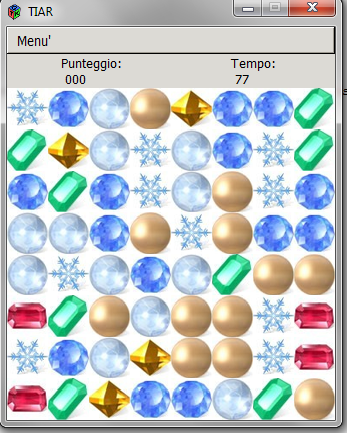 TIAR
Menu'
Punteggio: Tempo:
000 77